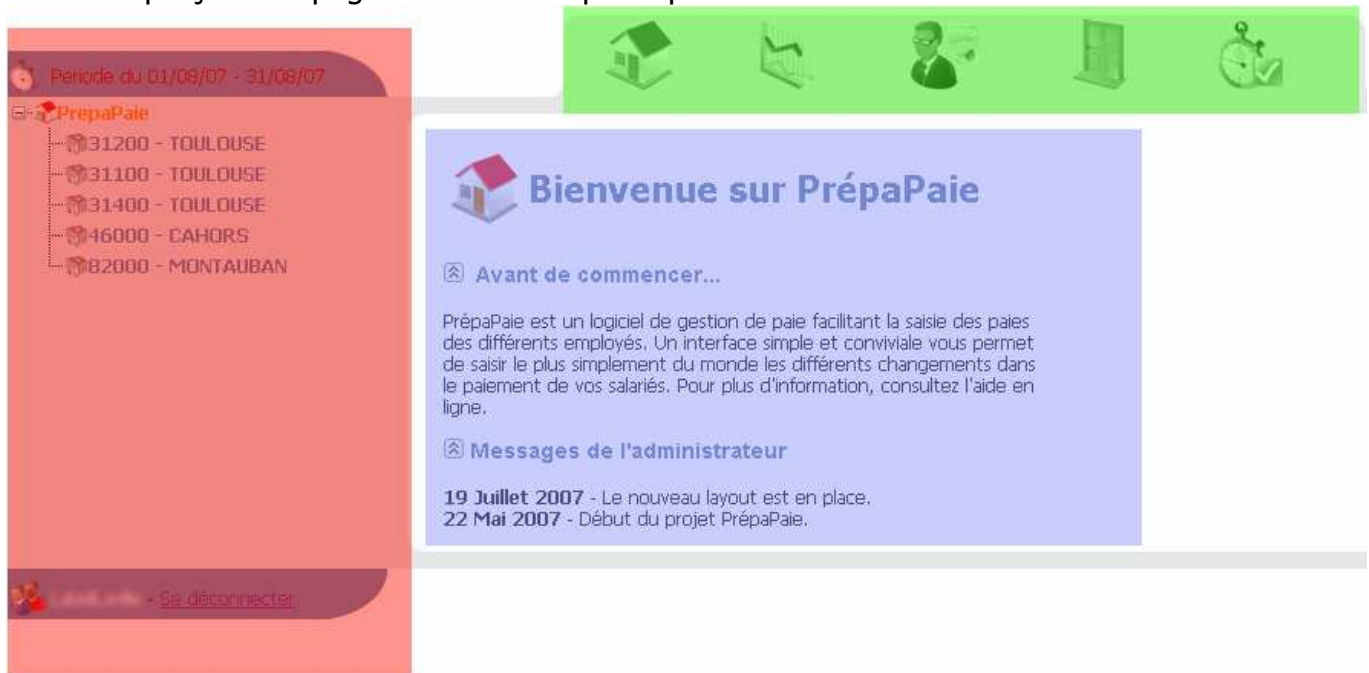 Periode du 01/08/07 - 31/08/07
PrepaPaie
31200 - TOULOUSE
31100 - TOULOUSE
31400 - TOULOUSE
46000 - CAHORS
82000 - MONTAUBAN
- Se déconnecter
Bienvenue sur PrépaPaie
Avant de commencer...
PrépaPaie est un logiciel de gestion de paie facilitant la saisie des paies
des différents employés. Un interface simple et conviviale vous permet
de saisir le plus simplement du monde les différents changements dans
le paiement de vos salariés. Pour plus d'information, consultez l'aide en
ligne.
Messages de l'administrateur
19 Juillet 2007 - Le nouveau layout est en place.
22 Mai 2007 - Début du projet PrépaPaie.